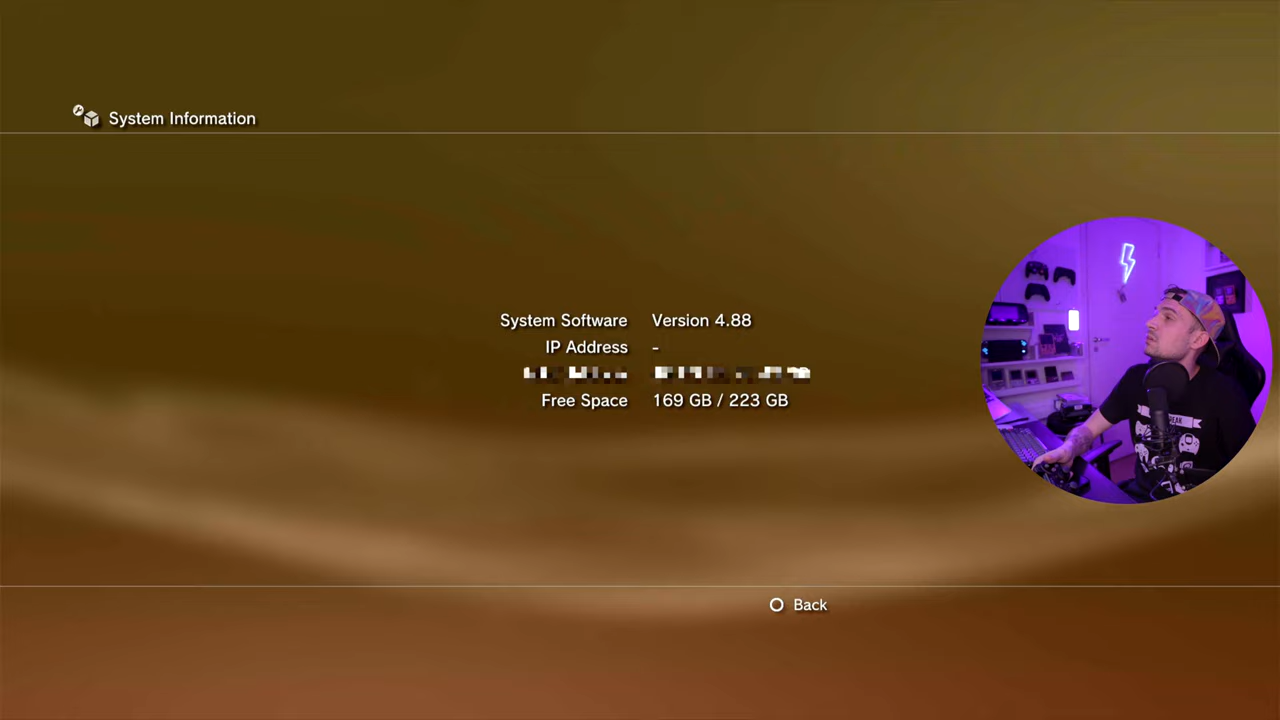 System Information
System Software Version 4.88
IP Address -
Free Space 169 GB / 223 GB
Back